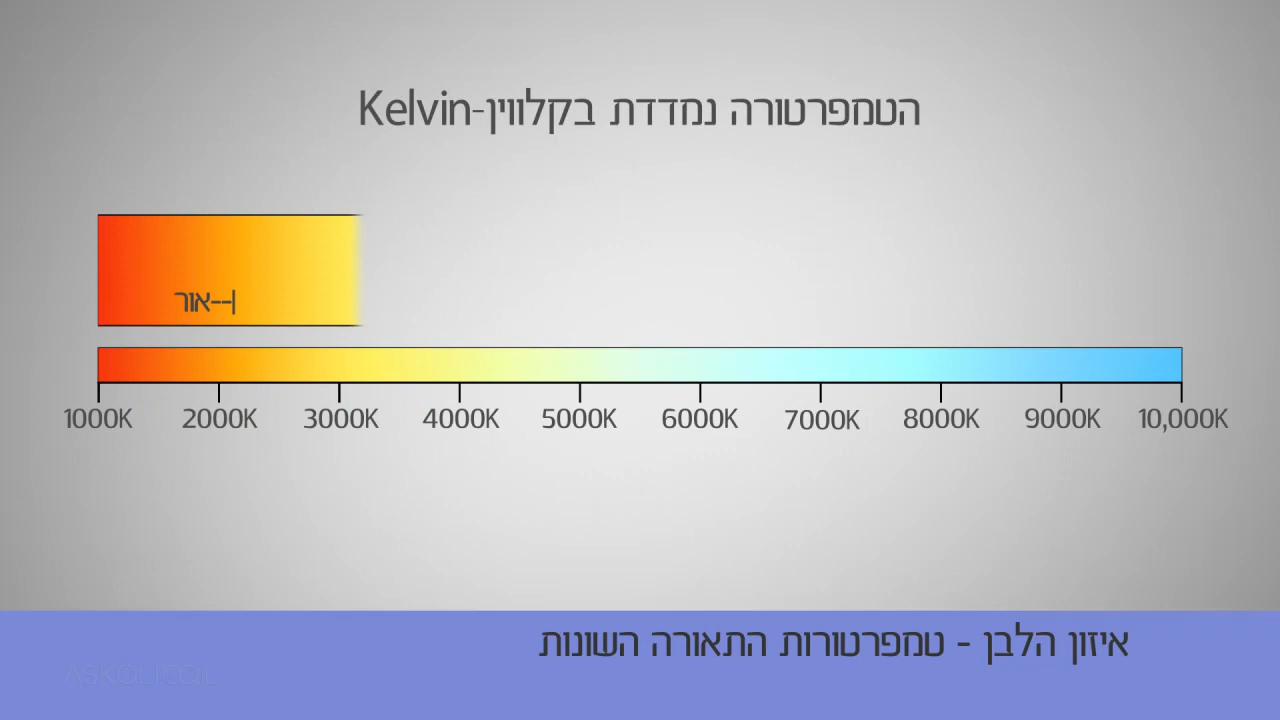 הטמפרטורה נמדדת בקלווין-Kelvin
|--אור
1000K 2000K 3000K 4000K 5000K 6000K 7000K 8000K 9000K 10,000K
איזון הלבן - טמפרטורות התאורה השונות